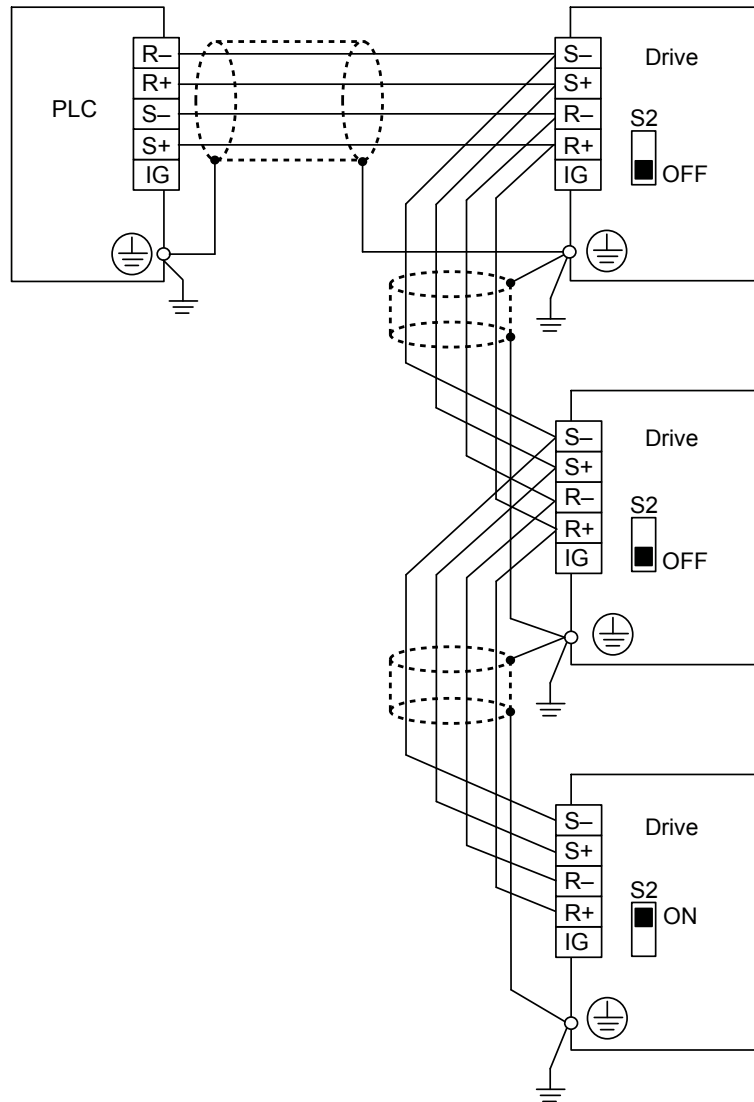 PLC
R–
R+
S–
S+
IG
S–
S+
R–
R+
IG
Drive
S2
OFF
S–
S+
R–
R+
IG
Drive
S2
OFF
S–
S+
R–
R+
IG
Drive
S2
ON